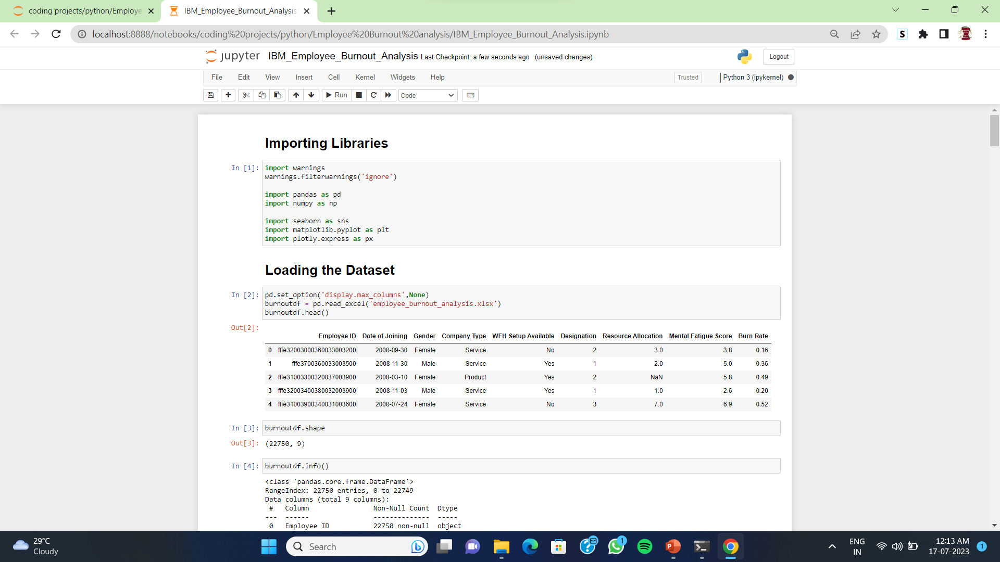 coding projects/python/Employe
IBM_Employee_Burnout_Analysis
localhost:8888/notebooks/coding%20projects/python/Employee%20Burnout%20analysis/IBM_Employee_Burnout_Analysis.ipynb
S
jupyter IBM_Employee_Burnout_Analysis Last Checkpoint: a few seconds ago (unsaved changes)
Logout
File Edit View Insert Cell Kernel Widgets Help
Trusted
Python 3 (ipykernel)
Run
Code
Importing Libraries
In [1]: import warnings
warnings.filterwarnings('ignore')
import pandas as pd
import numpy as np
import seaborn as sns
import matplotlib.pyplot as plt
import plotly.express as px
Loading the Dataset
In [2]: pd.set_option('display.max_columns',None)
burnoutdf = pd.read_excel('employee_burnout_analysis.xlsx')
burnoutdf.head()
Out[2]:
Employee ID Date of Joining Gender Company Type WFH Setup Available Designation Resource Allocation Mental Fatigue Score Burn Rate
0 fffe32003000360033003200 2008-09-30 Female Service No 2 3.0 3.8 0.16
1 fffe3700360033003500 2008-11-30 Male Service Yes 1 2.0 5.0 0.36
2 fffe31003300320037003900 2008-03-10 Female Product Yes 2 NaN 5.8 0.49
3 fffe32003400380032003900 2008-11-03 Male Service Yes 1 1.0 2.6 0.20
4 fffe31003900340031003600 2008-07-24 Female Service No 3 7.0 6.9 0.52
In [3]: burnoutdf.shape
Out[3]: (22750, 9)
In [4]: burnoutdf.info()
<class 'pandas.core.frame.DataFrame'>
RangeIndex: 22750 entries, 0 to 22749
Data columns (total 9 columns):
# Column Non-Null Count Dtype
--- ------ -------------- -----
0 Employee ID 22750 non-null object
29°C
Cloudy
Search
1
ENG
IN
12:13 AM
17-07-2023
1